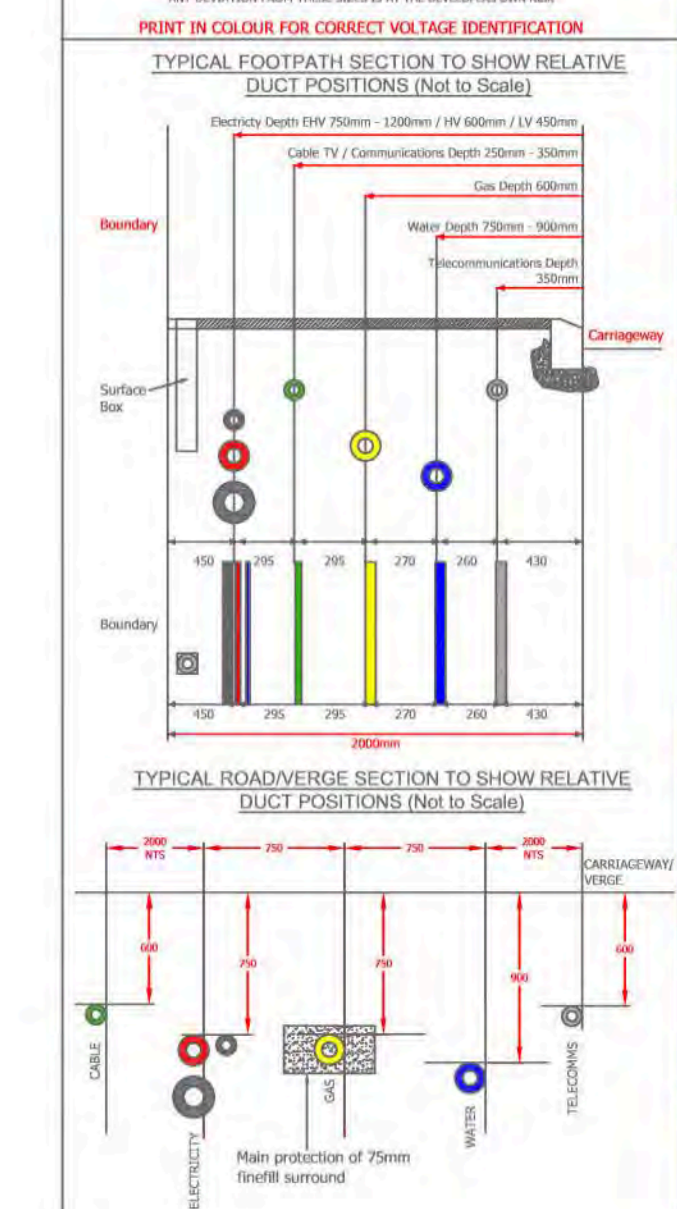 PRINT IN COLOUR FOR CORRECT VOLTAGE IDENTIFICATION
TYPICAL FOOTPATH SECTION TO SHOW RELATIVE
DUCT POSITIONS (Not to Scale)
Electricty Depth EHV 750mm - 1200mm / HV 600mm / LV 450mm
Cable TV / Communications Depth 250mm - 350mm
Gas Depth 600mm
Boundary
Water Depth 750mm - 900mm
Telecommunications Depth
350mm
Carriageway
Surface
Box
450 295 295 270 260 430
Boundary
450 295 295 270 260 430
2000mm
TYPICAL ROAD/VERGE SECTION TO SHOW RELATIVE
DUCT POSITIONS (Not to Scale)
2000
NTS
750
750
2000
NTS
CARRIAGEWAY/
VERGE
600
750
750
900
600
CABLE
ELECTRICITY
GAS
WATER
TELECOMMS
Main protection of 75mm
finefill surround